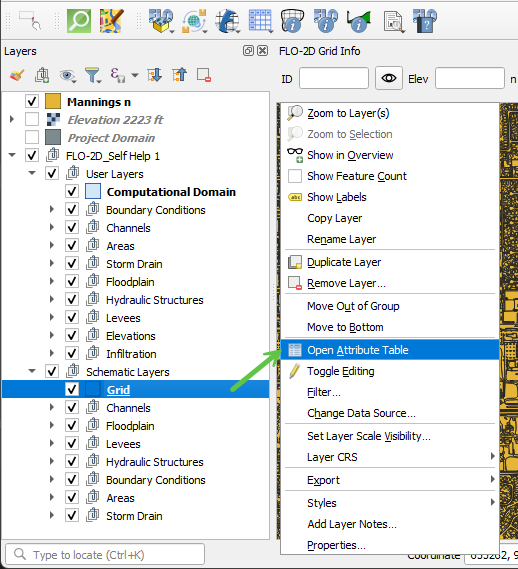 Layers
FLO-2D Grid Info
ID
Elev
n
Mannings n
Elevation 2223 ft
Project Domain
FLO-2D_Self Help 1
User Layers
Computational Domain
Boundary Conditions
Channels
Areas
Storm Drain
Floodplain
Hydraulic Structures
Levees
Elevations
Infiltration
Schematic Layers
Grid
Channels
Floodplain
Levees
Hydraulic Structures
Boundary Conditions
Areas
Storm Drain
Zoom to Layer(s)
Zoom to Selection
Show in Overview
Show Feature Count
abc Show Labels
Copy Layer
Rename Layer
Duplicate Layer
Remove Layer...
Move Out of Group
Move to Bottom
Open Attribute Table
Toggle Editing
Filter...
Change Data Source...
Set Layer Scale Visibility...
Layer CRS
Export
Styles
Add Layer Notes...
Properties...
Type to locate (Ctrl+K)
Coordinate